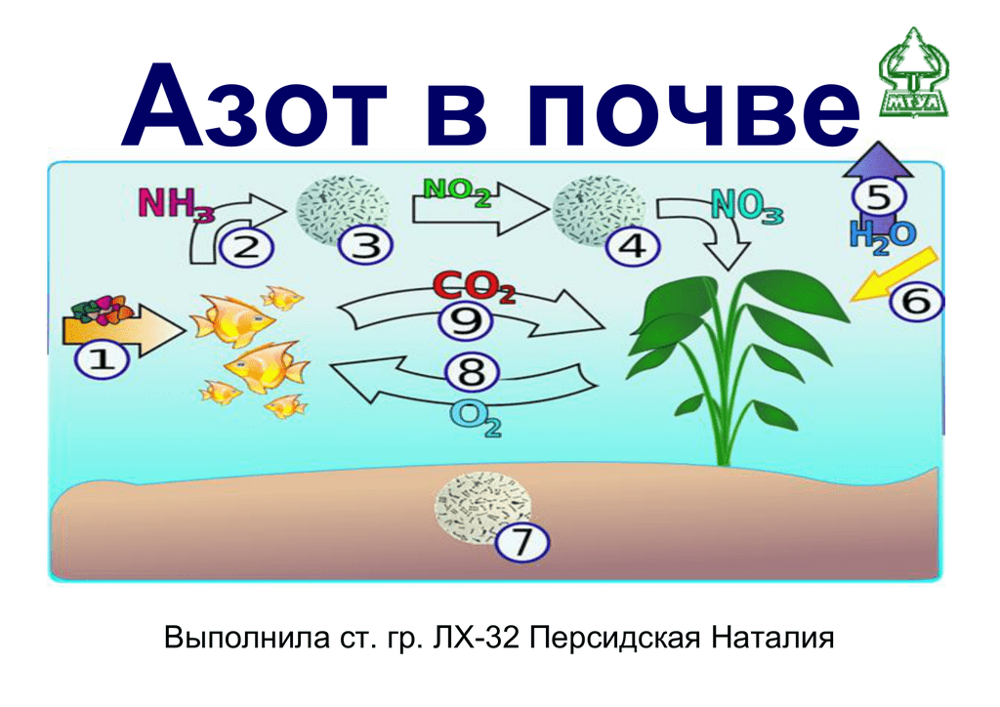 Азот в почве
МГУЛ
NH3
2
3
NO2
4
NO3
5
H2O
6
1
CO2
9
8
O2
7
Выполнила ст. гр. ЛХ-32 Персидская Наталия